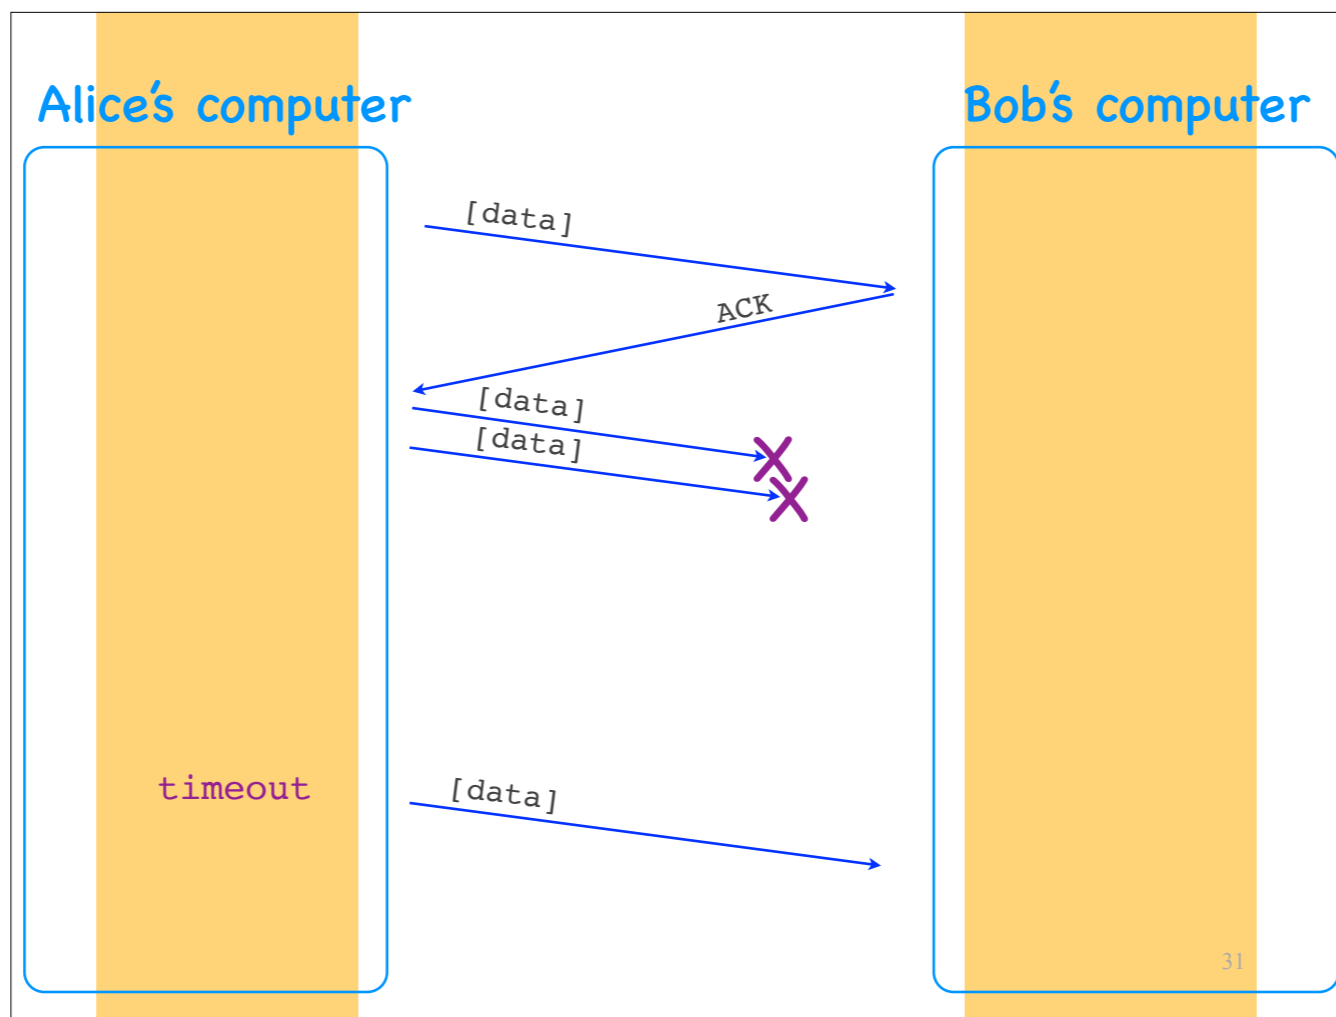 Alice's computer
Bob's computer
[data]
ACK
[data]
[data]
timeout
[data]
31